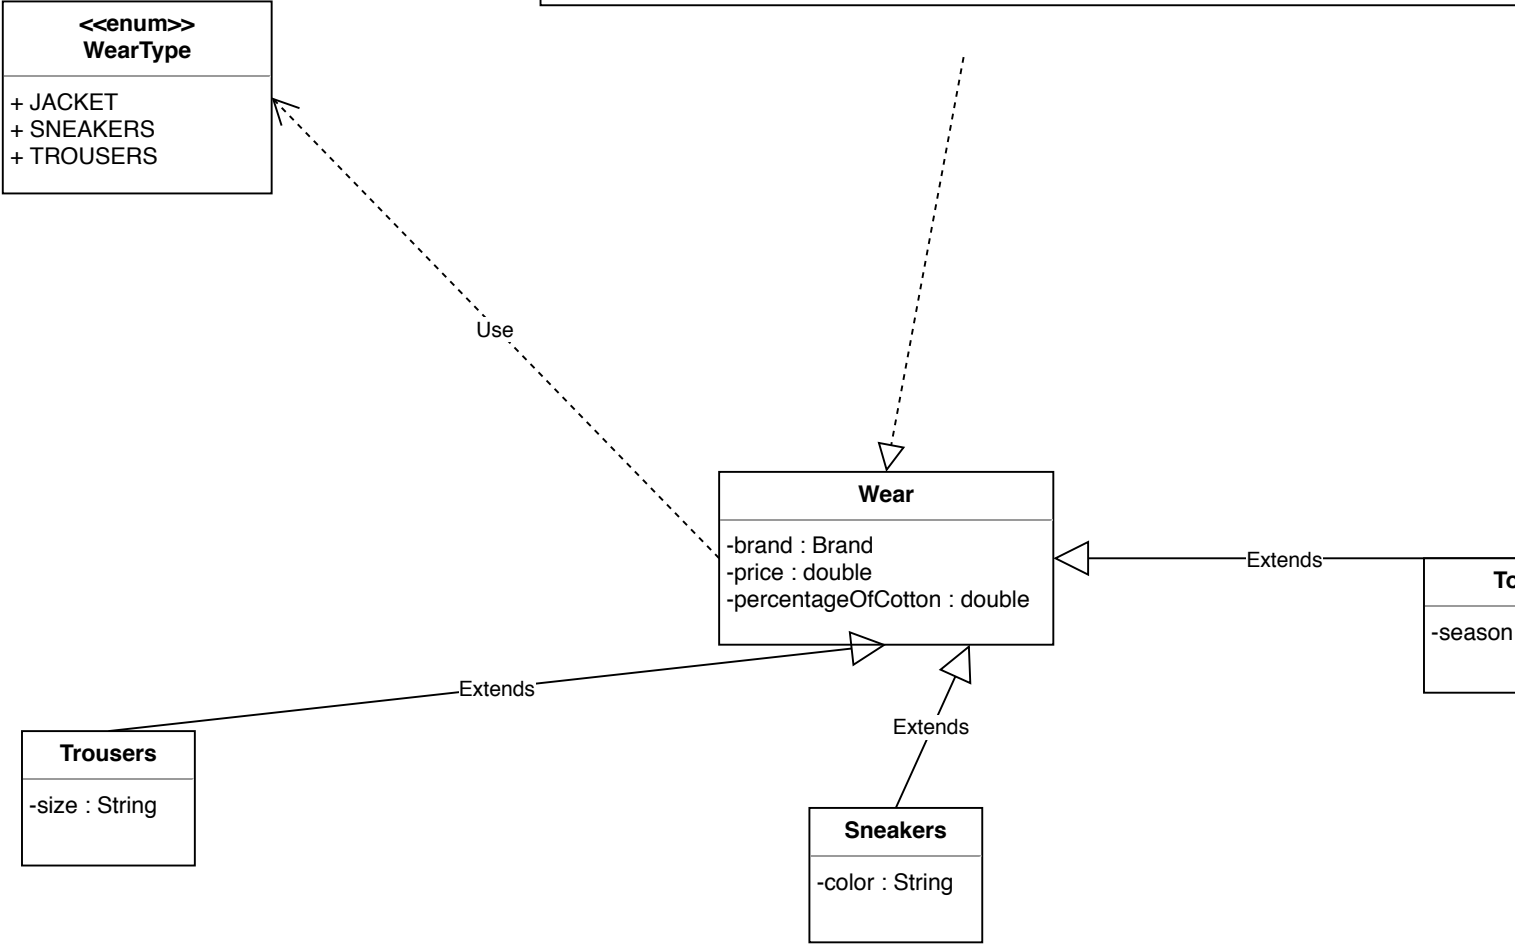 <<enum>>
WearType
+ JACKET
+ SNEAKERS
+ TROUSERS
Use
Wear
-brand : Brand
-price : double
-percentageOfCotton : double
Extends
-season
Extends
Extends
Trousers
-size : String
Sneakers
-color : String